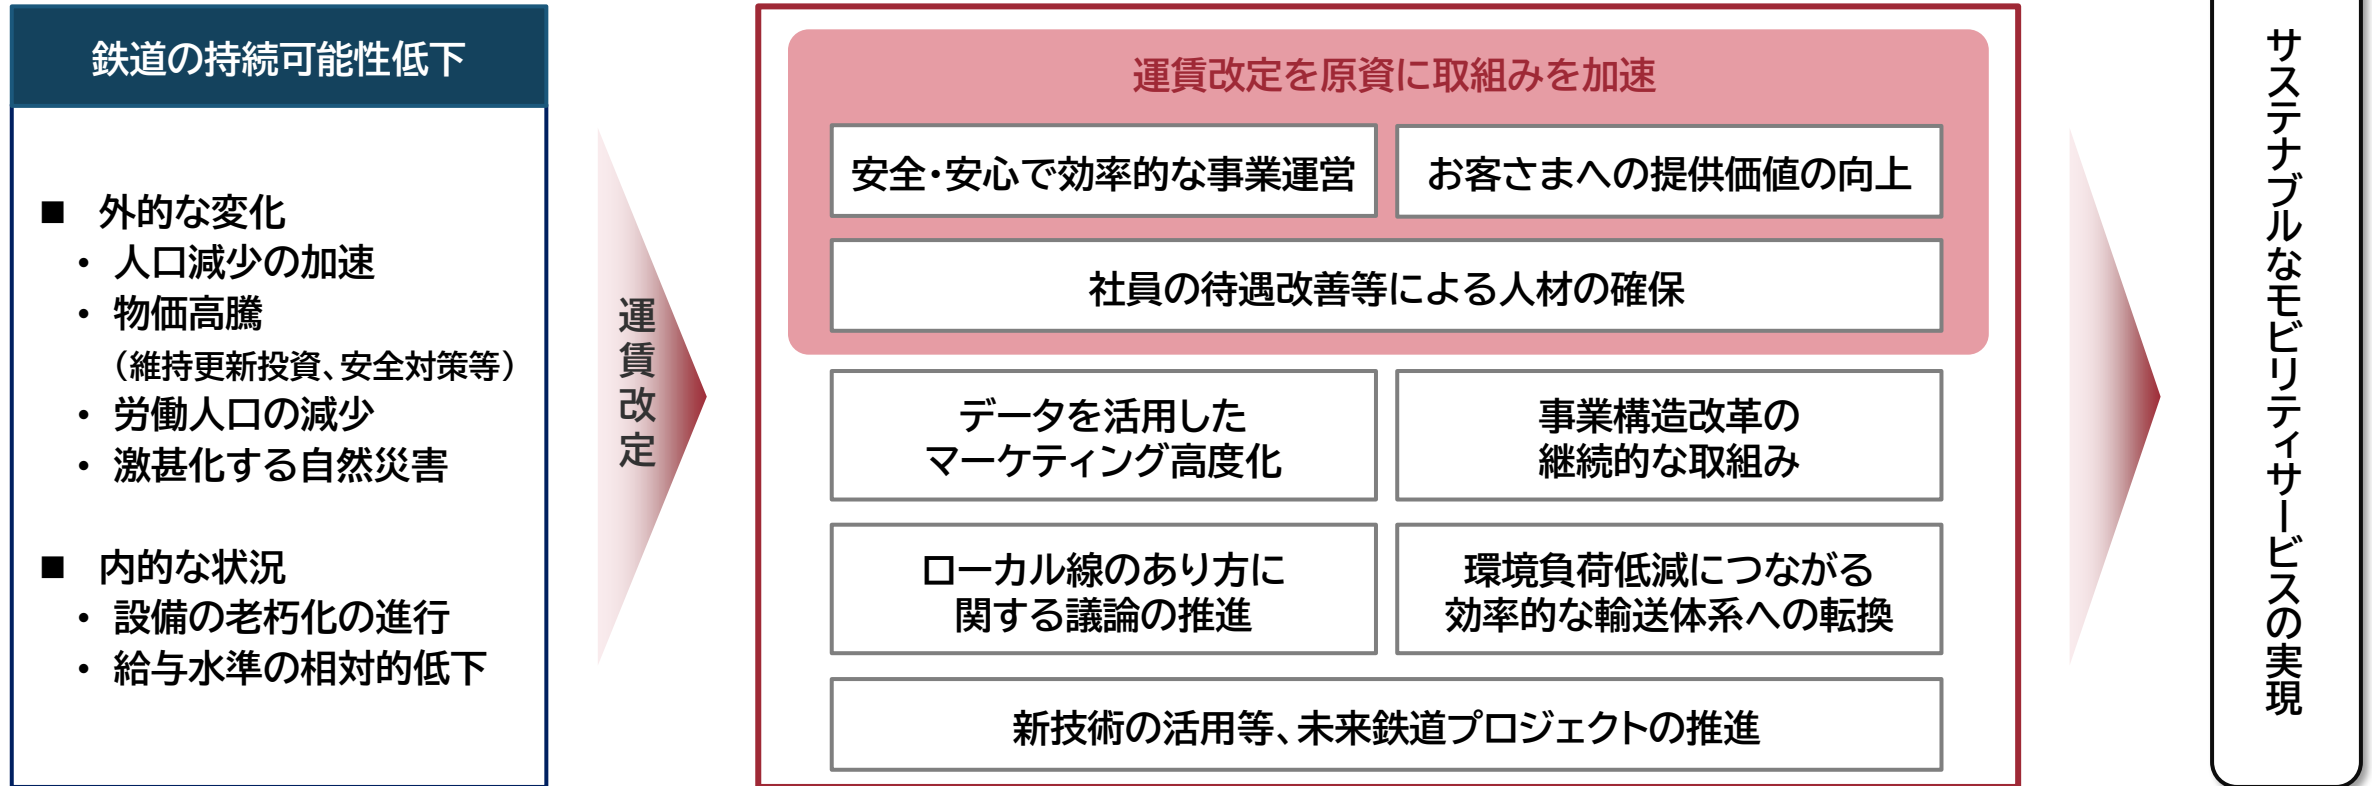 鉄道の持続可能性低下
■ 外的な変化
・ 人口減少の加速
・ 物価高騰
（維持更新投資、安全対策等）
・ 労働人口の減少
・ 激甚化する自然災害
■ 内的な状況
・ 設備の老朽化の進行
・ 給与水準の相対的低下
運賃改定
運賃改定を原資に取組みを加速
安全・安心で効率的な事業運営
お客さまへの提供価値の向上
社員の待遇改善等による人材の確保
データを活用した
マーケティング高度化
事業構造改革の
継続的な取組み
ローカル線のあり方に
関する議論の推進
環境負荷低減につながる
効率的な輸送体系への転換
新技術の活用等、未来鉄道プロジェクトの推進
サステナブルなモビリティサービスの実現